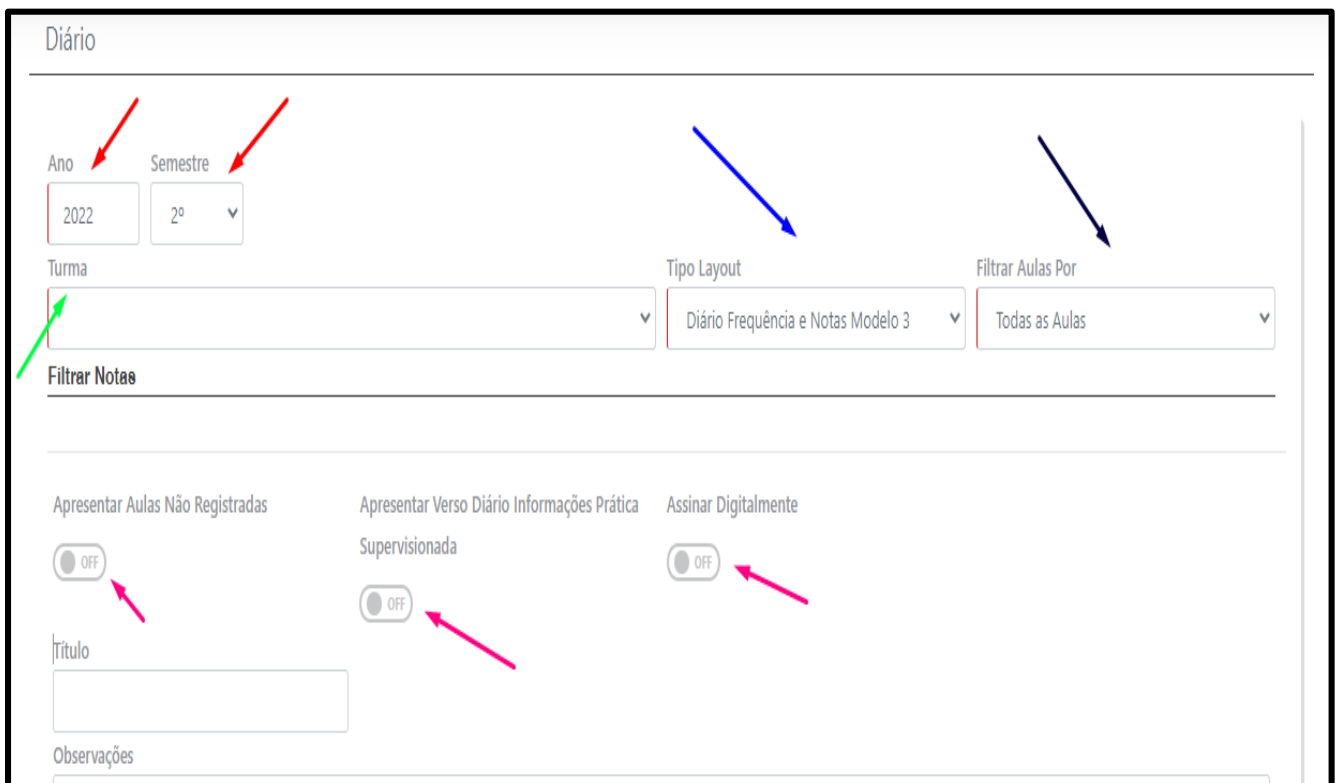 Diário
Ano Semestre
2022 2º
Turma Tipo Layout Filtrar Aulas Por
Diário Frequência e Notas Modelo 3 Todas as Aulas
Filtrar Notas
Apresentar Aulas Não Registradas Apresentar Verso Diário Informações Prática Assinar Digitalmente
Supervisionada
OFF OFF
OFF
Título
Observações